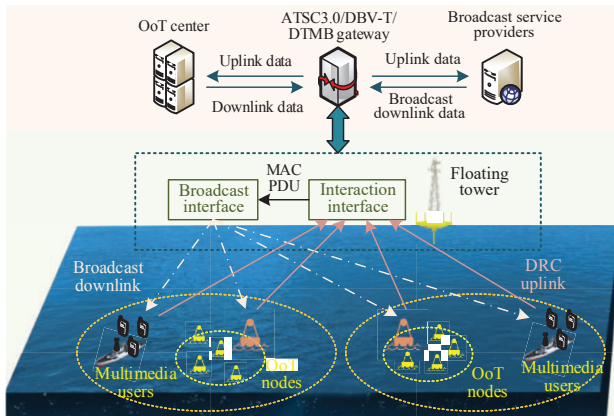 OoT center
ATSC3.0/DBV-T/
DTMB gateway
Broadcast service
providers
Uplink data
Downlink data
Uplink data
Broadcast
downlink data
Broadcast
interface
MAC
PDU
Interaction
interface
Floating
tower
Broadcast
downlink
DRC
uplink
Multimedia
users
OoT
nodes
OoT
nodes
Multimedia
users